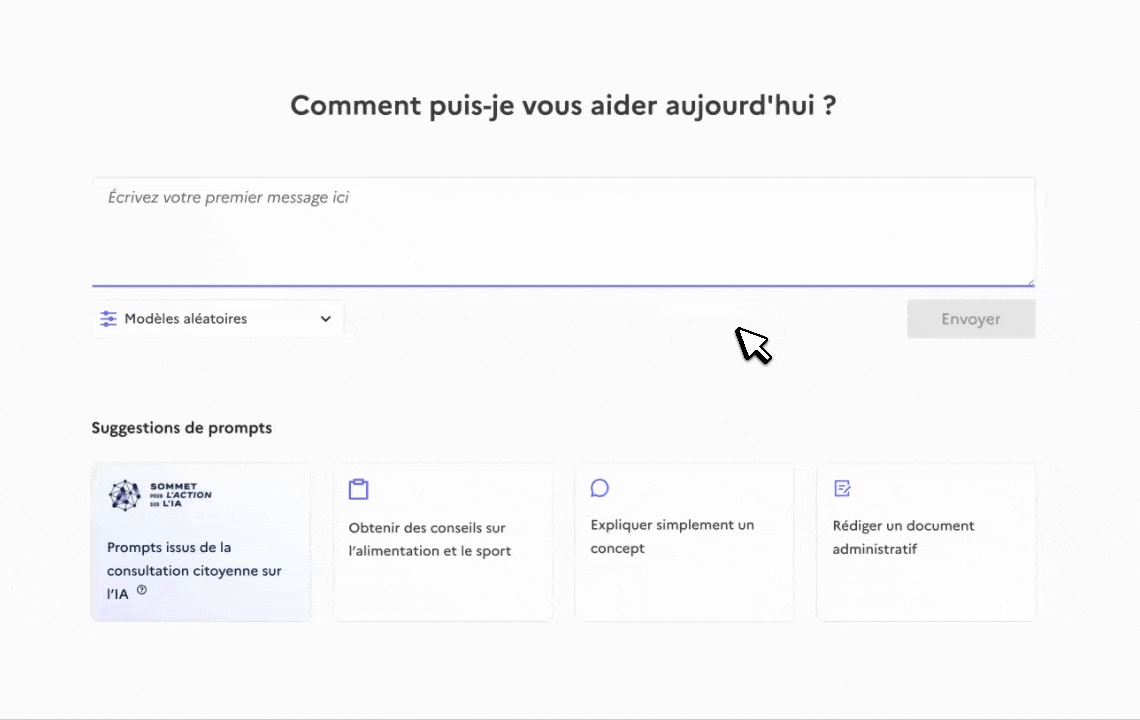 Comment puis-je vous aider aujourd'hui ?
Écrivez votre premier message ici
Modèles aléatoires
Envoyer
Suggestions de prompts
SOMMET
POUR L'ACTION
SUR L'IA
Prompts issus de la
consultation citoyenne sur
l'IA
Obtenir des conseils sur
l'alimentation et le sport
Expliquer simplement un
concept
Rédiger un document
administratif